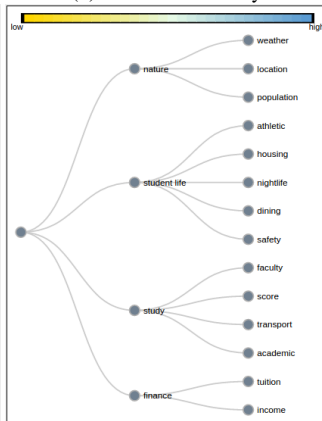 low
high
weather
nature
location
population
athletic
housing
student life
nightlife
dining
safety
faculty
score
study
transport
academic
tuition
finance
income